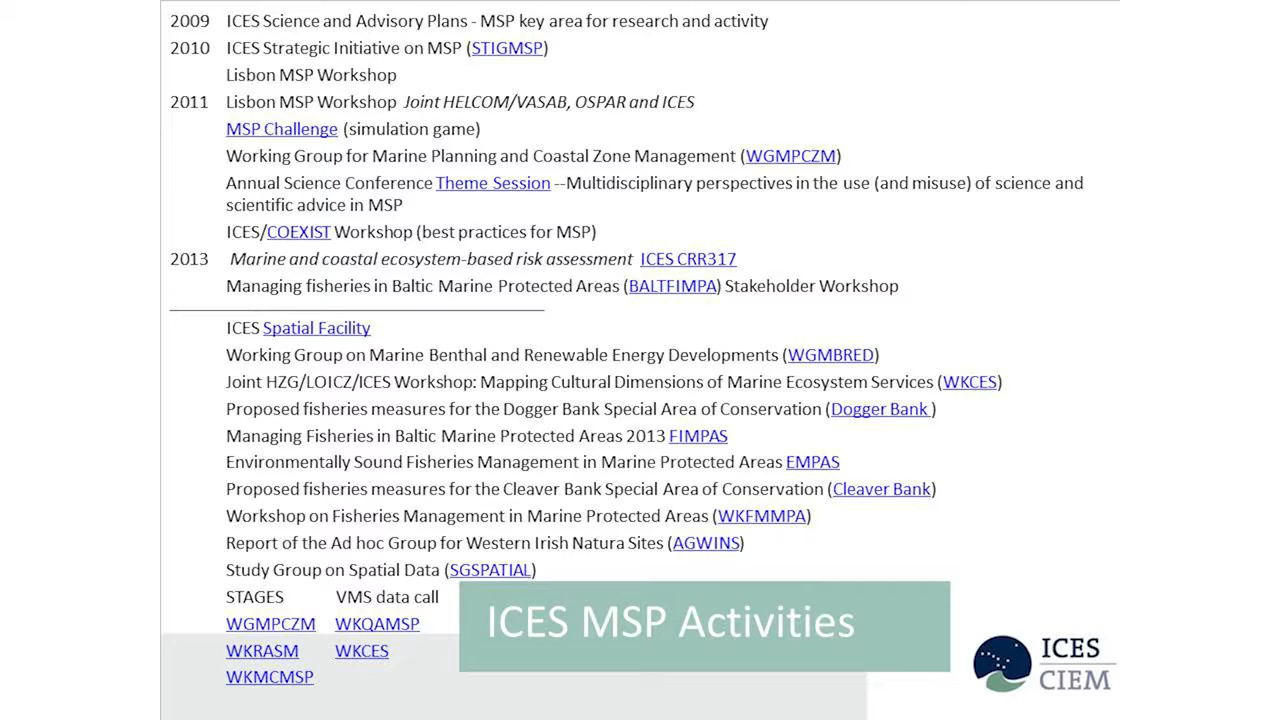 2009 ICES Science and Advisory Plans - MSP key area for research and activity
2010 ICES Strategic Initiative on MSP (STIGMSP)
Lisbon MSP Workshop
2011 Lisbon MSP Workshop Joint HELCOM/VASAB, OSPAR and ICES
MSP Challenge (simulation game)
Working Group for Marine Planning and Coastal Zone Management (WGMPCZM)
Annual Science Conference Theme Session --Multidisciplinary perspectives in the use (and misuse) of science and
scientific advice in MSP
ICES/COEXIST Workshop (best practices for MSP)
2013 Marine and coastal ecosystem-based risk assessment ICES CRR317
Managing fisheries in Baltic Marine Protected Areas (BALTFIMPA) Stakeholder Workshop
ICES Spatial Facility
Working Group on Marine Benthal and Renewable Energy Developments (WGMBRED)
Joint HZG/LOICZ/ICES Workshop: Mapping Cultural Dimensions of Marine Ecosystem Services (WKCES)
Proposed fisheries measures for the Dogger Bank Special Area of Conservation (Dogger Bank )
Managing Fisheries in Baltic Marine Protected Areas 2013 FIMPAS
Environmentally Sound Fisheries Management in Marine Protected Areas EMPAS
Proposed fisheries measures for the Cleaver Bank Special Area of Conservation (Cleaver Bank)
Workshop on Fisheries Management in Marine Protected Areas (WKFMMPA)
Report of the Ad hoc Group for Western Irish Natura Sites (AGWINS)
Study Group on Spatial Data (SGSPATIAL)
STAGES VMS data call
WGMPCZM WKQAMSP
WKRASM WKCES
WKMCMSP
ICES MSP Activities
ICES
CIEM